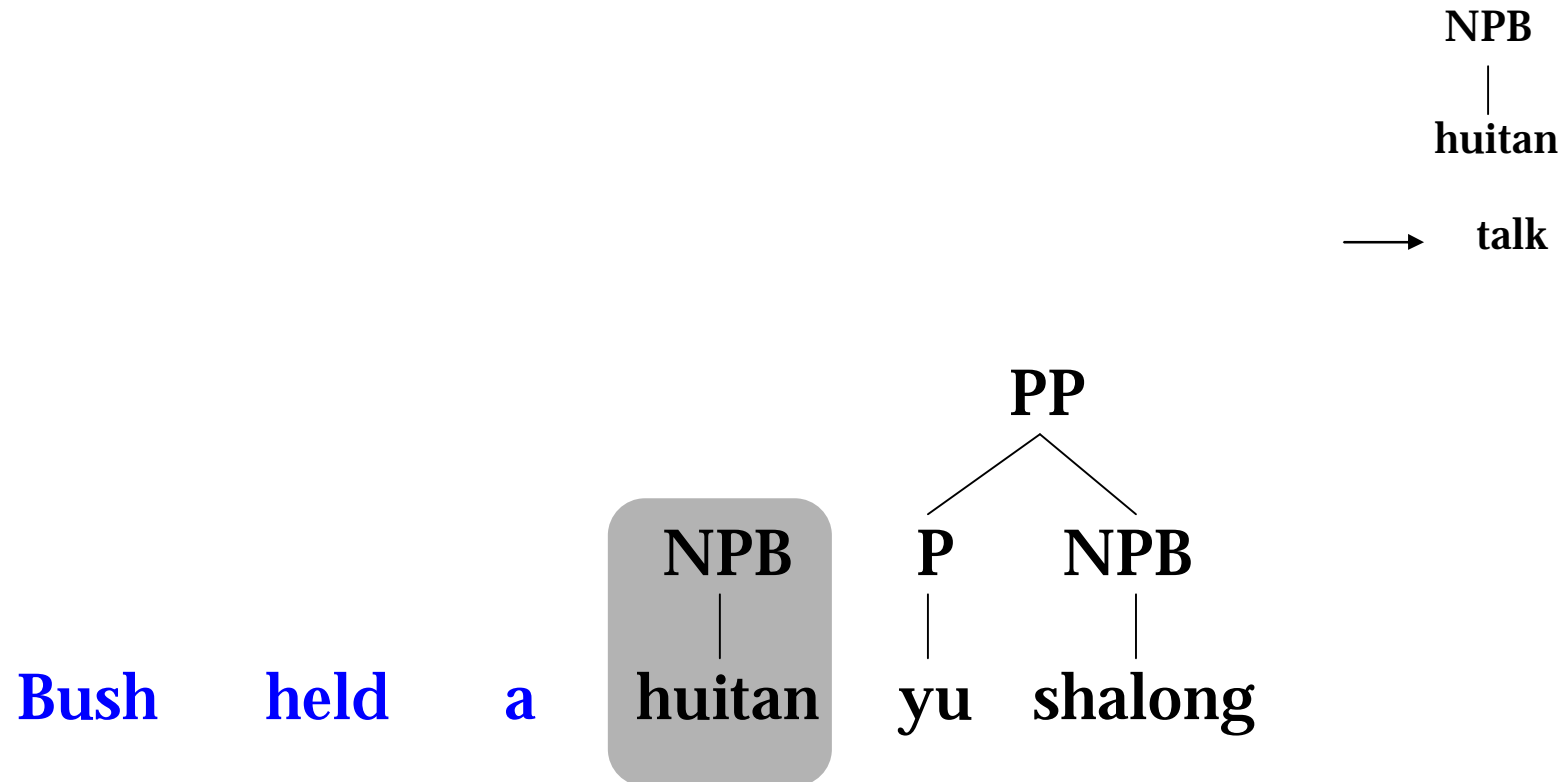 NPB
huitan
talk
PP
NPB P NPB
Bush held a huitan yu shalong